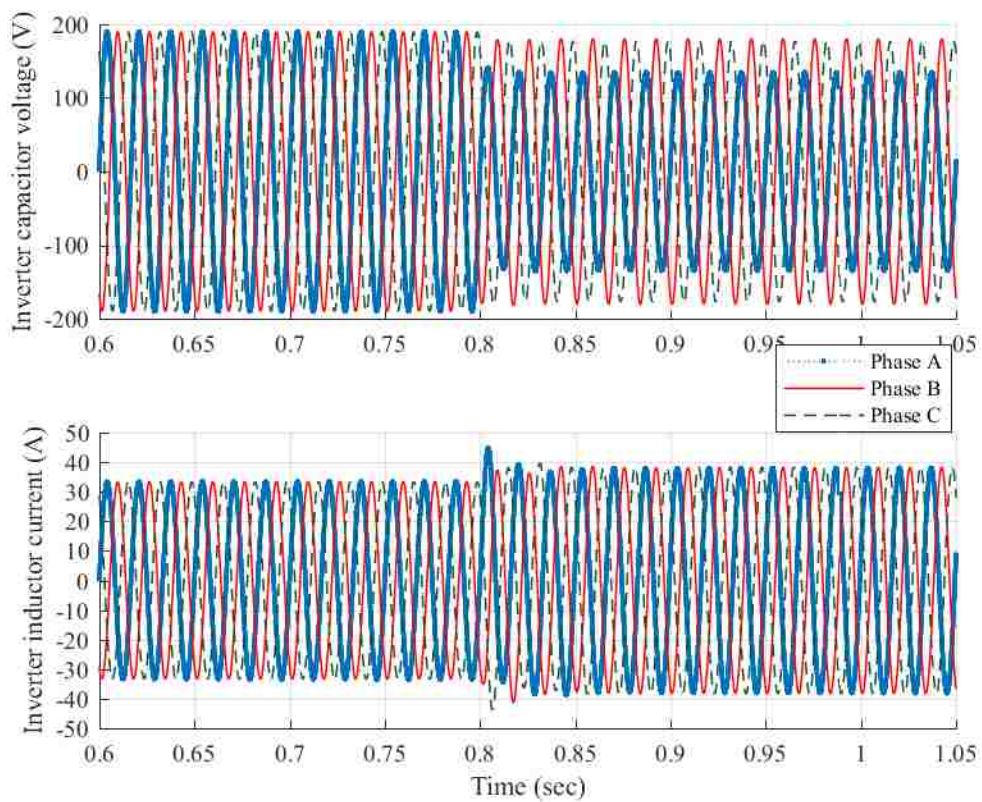 Inverter capacitor voltage (V)
200
100
0
-100
-200
0.6 0.65 0.7 0.75 0.8 0.85 0.9 0.95 1 1.05
Phase A
Phase B
Phase C
Inverter inductor current (A)
50
40
30
20
10
0
-10
-20
-30
-40
-50
0.6 0.65 0.7 0.75 0.8 0.85 0.9 0.95 1 1.05
Time (sec)